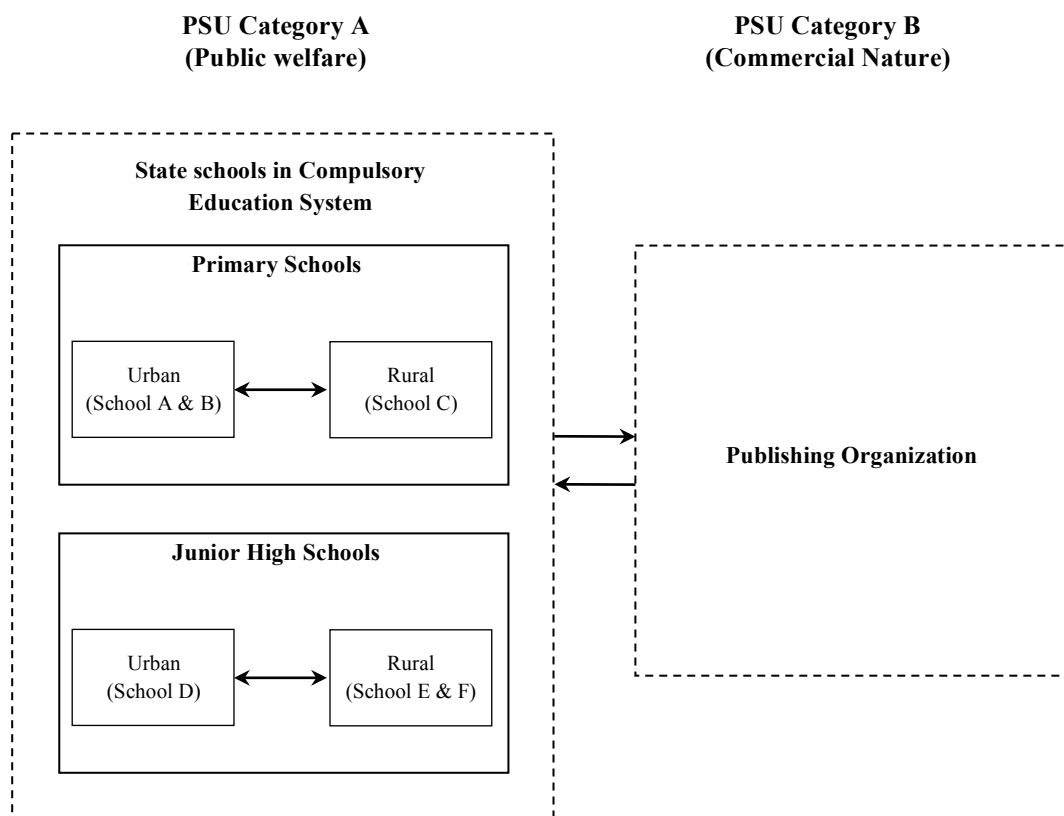 PSU Category A
(Public welfare)
PSU Category B
(Commercial Nature)
State schools in Compulsory
Education System
Primary Schools
Urban
(School A & B)
Rural
(School C)
Publishing Organization
Junior High Schools
Urban
(School D)
Rural
(School E & F)